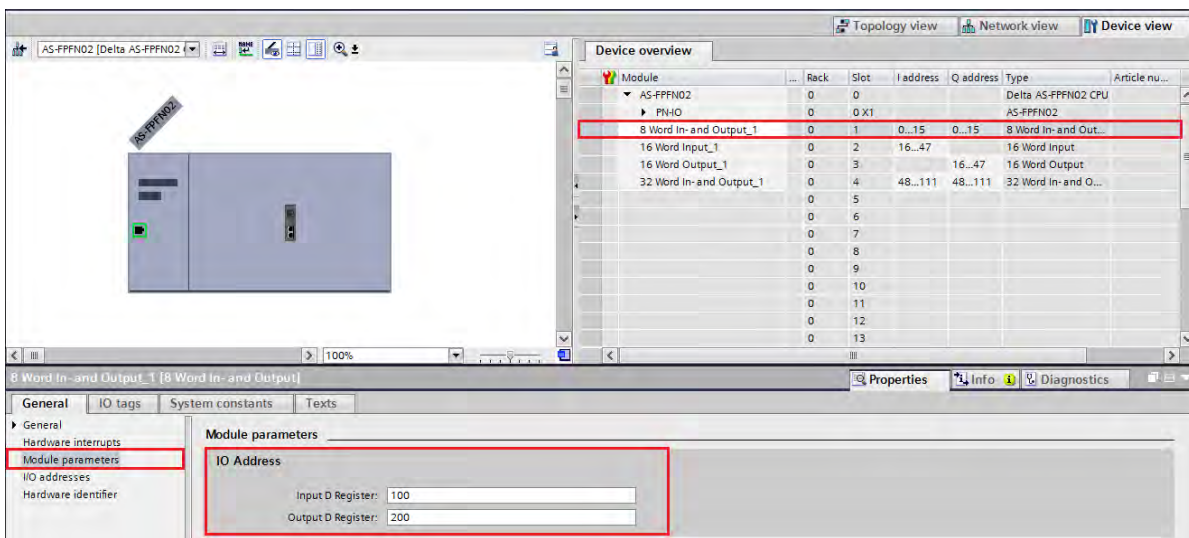 Topology view Network view Device view
AS-FPFN02 [Delta AS-FPFN02
Device overview
Module ... Rack Slot I address Q address Type Article nu...
AS-FPFN02 0 0 Delta AS-FPFN02 CPU
PN-IO 0 0 X1 AS-FPFN02
8 Word In- and Output_1 0 1 0...15 0...15 8 Word In- and Out...
16 Word Input_1 0 2 16...47 16 Word Input
16 Word Output_1 0 3 16...47 16 Word Output
32 Word In- and Output_1 0 4 48...111 48...111 32 Word In- and O...
0 5
0 6
0 7
0 8
0 9
0 10
0 11
0 12
0 13
AS-FPFN02
100%
8 Word In- and Output_1 [8 Word In- and Output]
Properties Info Diagnostics
General IO tags System constants Texts
General
Hardware interrupts
Module parameters
I/O addresses
Hardware identifier
Module parameters
IO Address
Input D Register: 100
Output D Register: 200